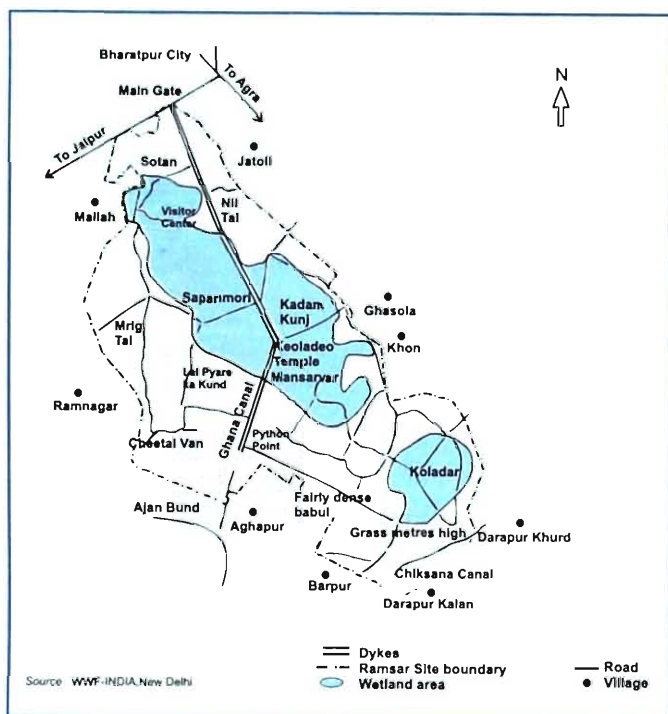 Bharatpur City
To Agra
Main Gate
N
To Jaipur
Sotan
Jatoli
Mallah
Visitor
Center
Nil
Tal
Sapanmori
Kadam
Kunj
Ghasola
Mrig
Tal
Keoladeo
Temple
Mansarvar
Khon
Lal Pyare
ka Kund
Ramnagar
Ghana Canal
Cheetal Van
Python
Point
Koladar
Ajan Bund
Aghapur
Fairly dense
babul
Grass metres high
Darapur Khurd
Barpur
Chiksana Canal
Darapur Kalan
Dykes
Ramsar Site boundary
Road
Source WWF-INDIA, New Delhi
Wetland area
Village